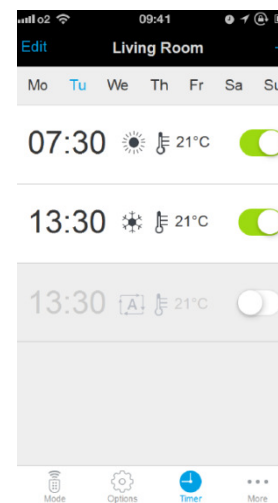 o2 09:41
Edit Living Room
Mo Tu We Th Fr Sa Su
07:30 21°C
13:30 21°C
13:30 A 21°C
Mode Options Timer More